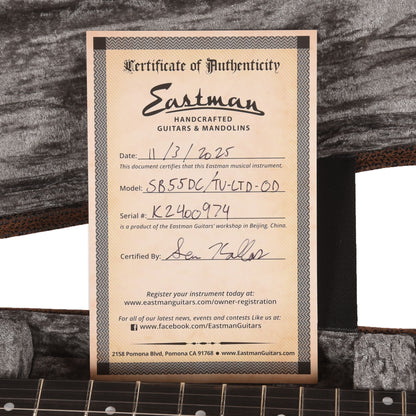 Certificate of Authenticity
Eastman
HANDCRAFTED
GUITARS & MANDOLINS
Date: 11/3/2025
This document certifies that this Eastman musical instrument,
Model: SB55DC/TV-LTD-OD
Serial #: K2400974
is a product of the Eastman Guitars' workshop in Beijing, China.
Certified By:
Register your instrument today at:
www.eastmanguitars.com/owner-registration
For all of our latest news, events and contests Like us at:
f www.facebook.com/EastmanGuitars
2158 Pomona Blvd, Pomona CA 91768 • www.EastmanGuitars.com